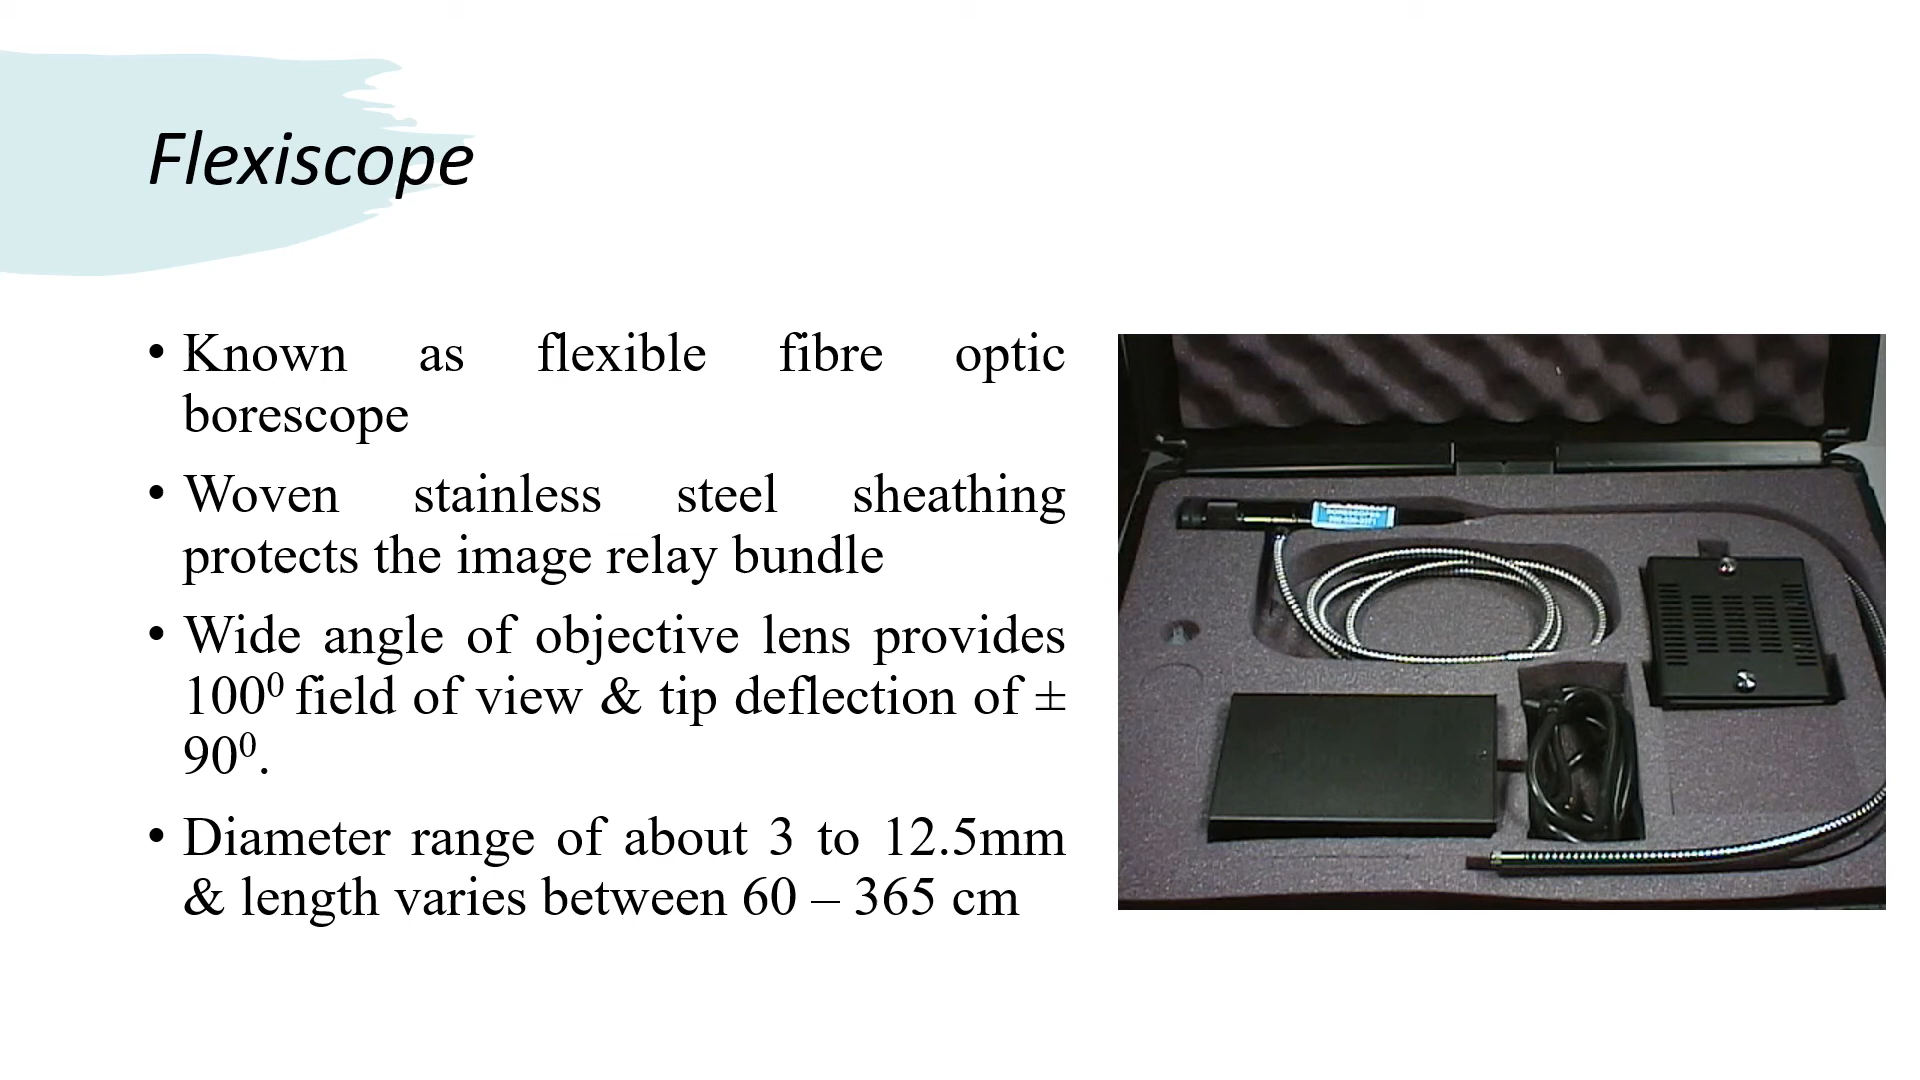 Flexiscope
• Known as flexible fibre optic
borescope
• Woven stainless steel sheathing
protects the image relay bundle
• Wide angle of objective lens provides
100⁰ field of view & tip deflection of ±
90⁰.
• Diameter range of about 3 to 12.5mm
& length varies between 60 – 365 cm